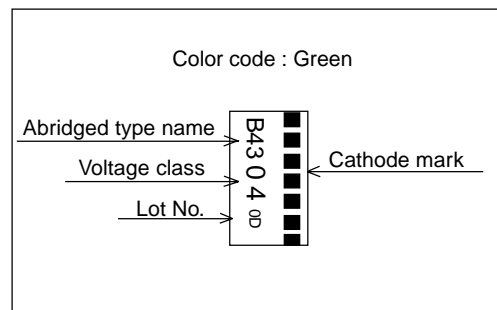 Color code : Green
Abridged type name
Voltage class
Lot No.
B43 0 4 0D
Cathode mark